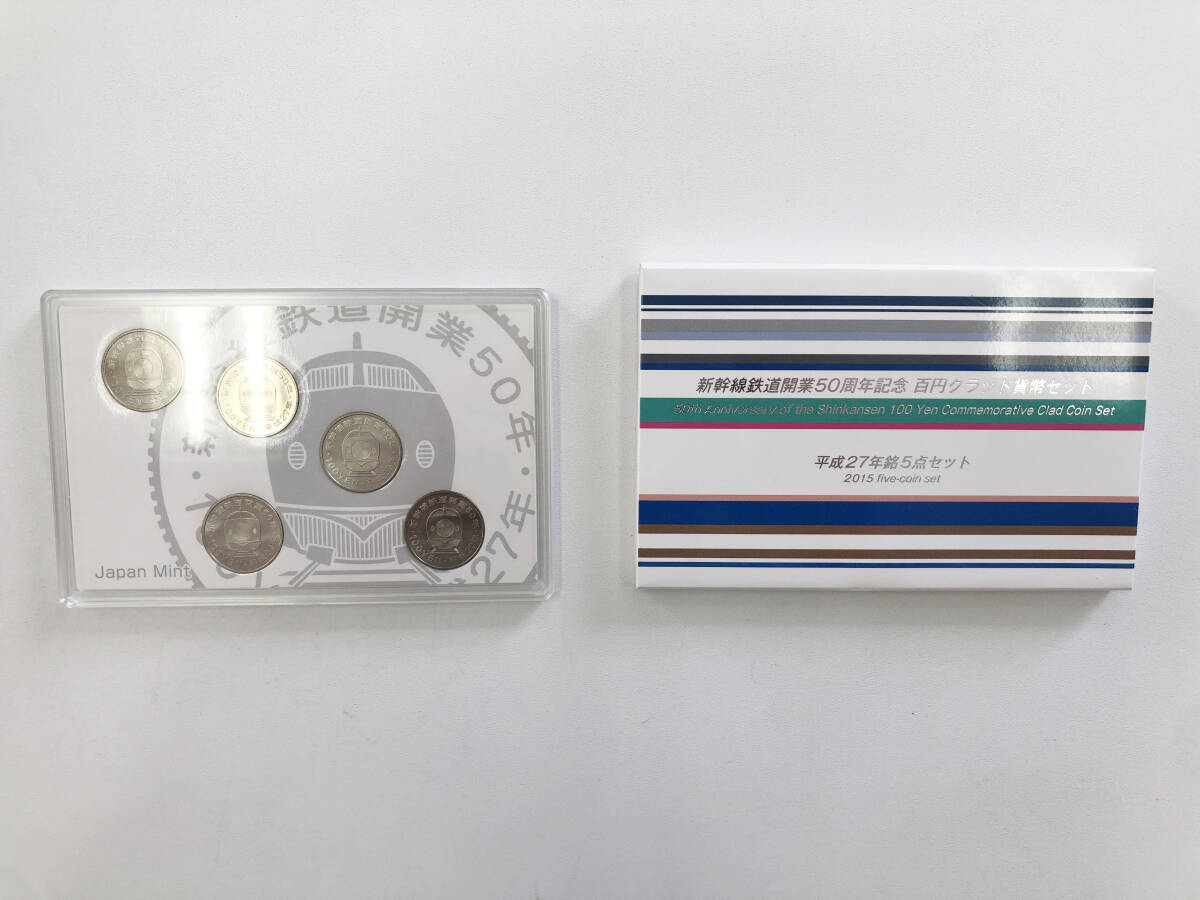 鉄道開業50年・
27年・
Japan Mint
100YEN
100YEN
100YEN
新幹線鉄道開業50周年記念 百円クラッド貨幣セット
50th Anniversary of the Shinkansen 100 Yen Commemorative Clad Coin Set
平成27年銘5点セット
2015 five-coin set